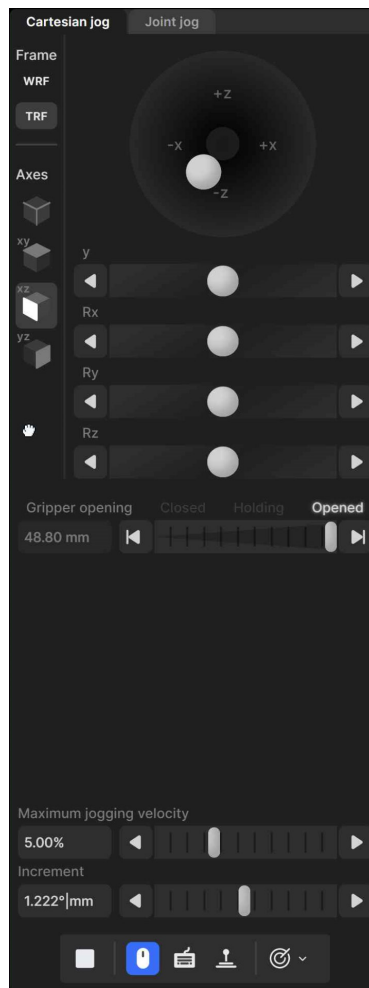 Cartesian jog Joint jog
Frame
WRF
TRF
Axes
xy
xz
yz
+z
-x +x
-z
y
Rx
Ry
Rz
Gripper opening Closed Holding Opened
48.80 mm
Maximum jogging velocity
5.00%
Increment
1.222°|mm